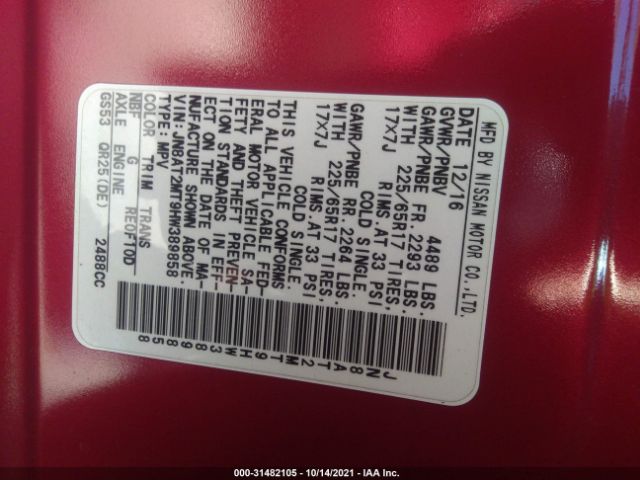 MFD BY NISSAN MOTOR CO.,LTD.
DATE 12/16
GVWR/PNBV 4489 LBS.
GAWR/PNBE FR. 2293 LBS.
WITH 225/65R17 TIRES,
17X7J RIMS, AT 33 PSI
COLD SINGLE.
GAWR/PNBE RR. 2264 LBS.
WITH 225/65R17 TIRES,
17X7J RIMS, AT 33 PSI
COLD SINGLE.
THIS VEHICLE CONFORMS
TO ALL APPLICABLE FED-
ERAL MOTOR VEHICLE SA-
FETY AND THEFT PREVEN-
TION STANDARDS IN EFF-
ECT ON THE DATE OF MA-
NUFACTURE SHOWN ABOVE.
VIN: JN8AT2MT9HW389858
TYPE: MPV
COLOR TRIM TRANS
NBF G RE0F10D
AXLE ENGINE
GS53 QR25(DE) 2488CC
JN8AT2MT9HW389858
000-31482105 - 10/14/2021 - IAA Inc.